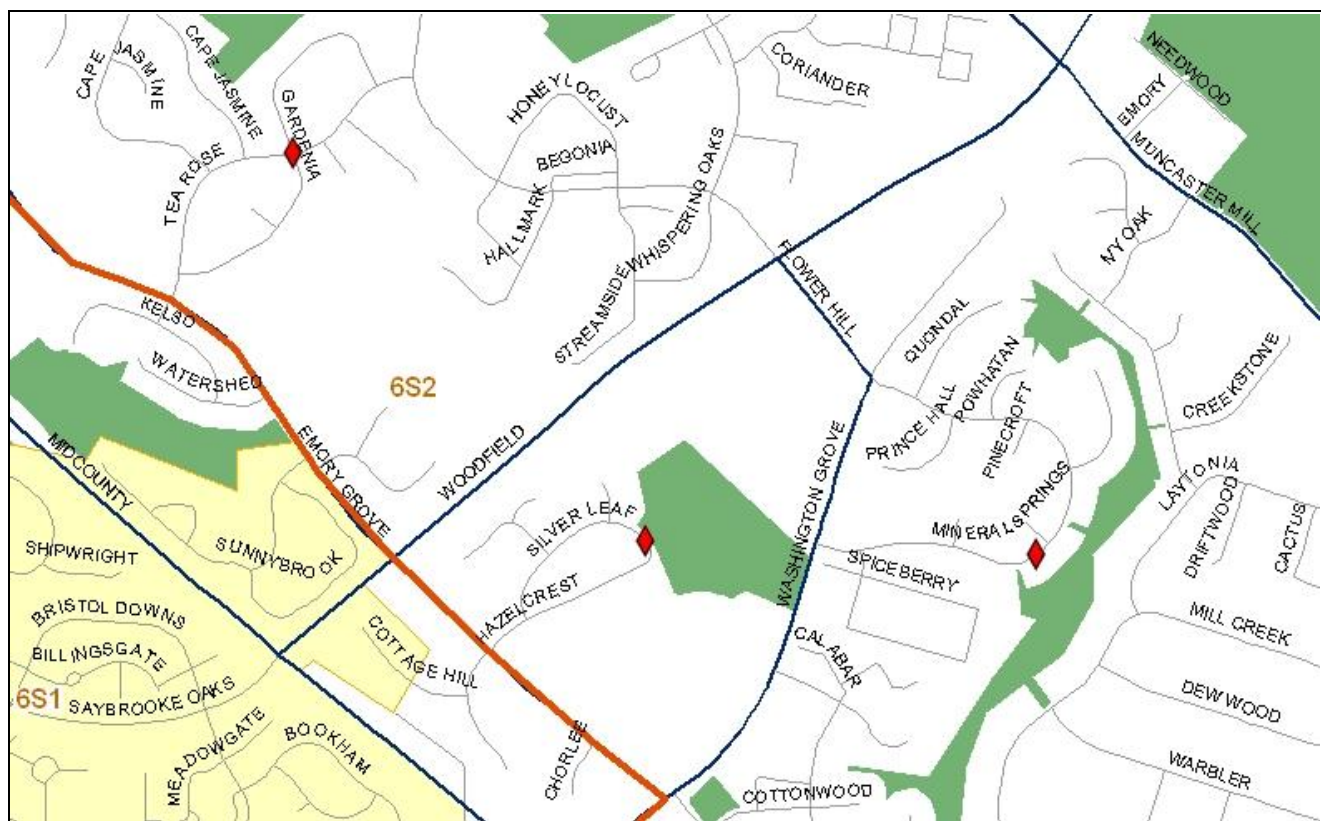 CAPE JASMINE
CAPE JASMINE
GARDENIA
TEA ROSE
HONEYLOCUST
BEGONIA
HALLMARK
WHISPERING OAKS
STREAMSIDE
CORIANDER
NEEDWOOD
EMORY
MUNCASTER MILL
IVY OAK
KELSO
WATERSHED
6S2
FLOWER HILL
QUONDAL
POWHATAN
PRINCE HALL
PINECROFT
CREEKSTONE
EMORY GROVE
WOODFIELD
WASHINGTON GROVE
MIDCOUNTY
SILVER LEAF
MINERAL SPRINGS
LAYTONIA
DRIFTWOOD
CACTUS
SHIPWRIGHT
SUNNYBROOK
SPICEBERRY
HAZELCREST
BRISTOL DOWNS
BILLINGSGATE
COTTAGE HILL
CALABAR
MILL CREEK
6S1
SAYBROOKE OAKS
DEWWOOD
MEADOWGATE
BOOKHAM
CHORLEE
WARBLER
COTTONWOOD